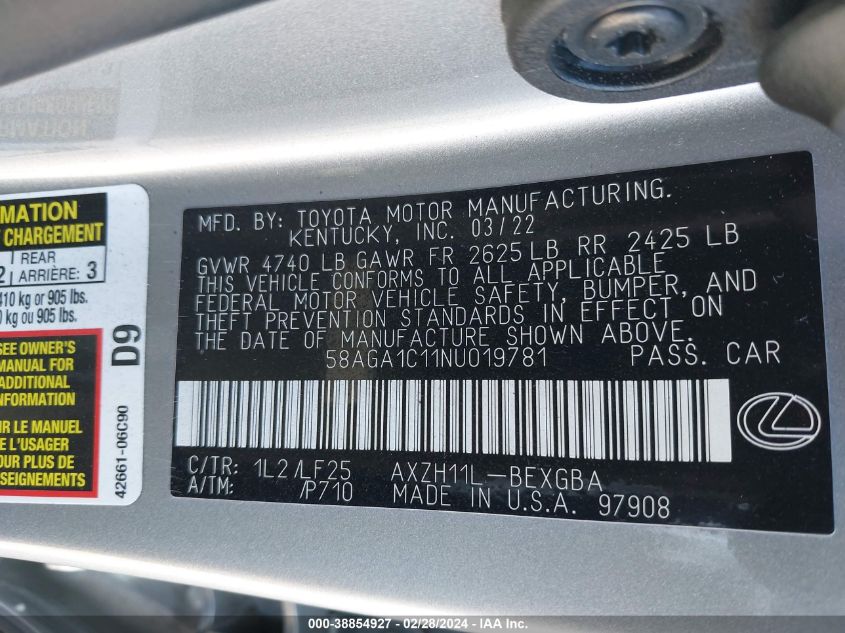 MFD. BY: TOYOTA MOTOR MANUFACTURING.
KENTUCKY, INC. 03/22
GVWR 4740 LB GAWR FR 2625 LB RR 2425 LB
THIS VEHICLE CONFORMS TO ALL APPLICABLE
FEDERAL MOTOR VEHICLE SAFETY, BUMPER, AND
THEFT PREVENTION STANDARDS IN EFFECT ON
THE DATE OF MANUFACTURE SHOWN ABOVE.
58AGA1C11NU019781 PASS. CAR
C/TR: 1L2/LF25 AXZH11L-BEXGBA
A/TM: /P710 MADE IN U.S.A. 97908
MATION
CHARGEMENT
REAR
2 ARRIÈRE: 3
410 kg or 905 lbs.
0 kg ou 905 lbs.
SEE OWNER'S
MANUAL FOR
ADDITIONAL
INFORMATION
SUR LE MANUEL
DE L'USAGER
POUR PLUS DE
SEIGNEMENTS
42661-06C90
D9
000-38854927 - 02/28/2024 - IAA Inc.